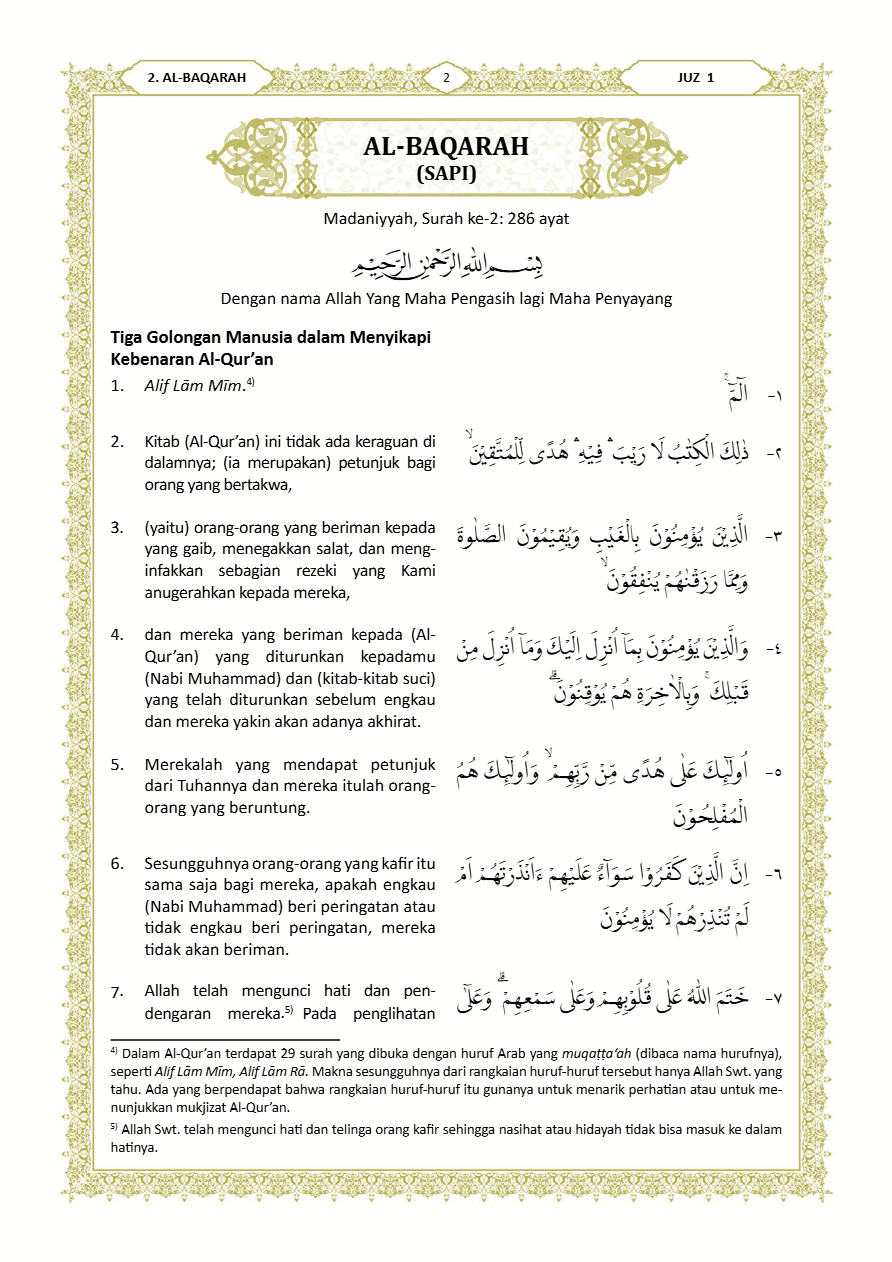 2. AL-BAQARAH
2
JUZ 1
AL-BAQARAH
(SAPI)
Madaniyyah, Surah ke-2: 286 ayat
بِسْمِ اللّٰهِ الرَّحْمٰنِ الرَّحِيْمِ
Dengan nama Allah Yang Maha Pengasih lagi Maha Penyayang
Tiga Golongan Manusia dalam Menyikapi
Kebenaran Al-Qur’an
1. Alif Lām Mīm.⁴⁾
١- الۤمّۤ ۚ
2. Kitab (Al-Qur’an) ini tidak ada keraguan di
dalamnya; (ia merupakan) petunjuk bagi
orang yang bertakwa,
٢- ذٰلِكَ الْكِتٰبُ لَا رَيْبَ ۛ فِيْهِ ۛ هُدًى لِّلْمُتَّقِيْنَۙ
3. (yaitu) orang-orang yang beriman kepada
yang gaib, menegakkan salat, dan meng-
infakkan sebagian rezeki yang Kami
anugerahkan kepada mereka,
٣- الَّذِيْنَ يُؤْمِنُوْنَ بِالْغَيْبِ وَيُقِيْمُوْنَ الصَّلٰوةَ
وَمِمَّا رَزَقْنٰهُمْ يُنْفِقُوْنَۙ
4. dan mereka yang beriman kepada (Al-
Qur’an) yang diturunkan kepadamu
(Nabi Muhammad) dan (kitab-kitab suci)
yang telah diturunkan sebelum engkau
dan mereka yakin akan adanya akhirat.
٤- وَالَّذِيْنَ يُؤْمِنُوْنَ بِمَآ اُنْزِلَ اِلَيْكَ وَمَآ اُنْزِلَ مِنْ
قَبْلِكَ ۚ وَبِالْاٰخِرَةِ هُمْ يُوْقِنُوْنَۗ
5. Merekalah yang mendapat petunjuk
dari Tuhannya dan mereka itulah orang-
orang yang beruntung.
٥- اُولٰۤىِٕكَ عَلٰى هُدًى مِّنْ رَّبِّهِمْ ۙ وَاُولٰۤىِٕكَ هُمُ
الْمُفْلِحُوْنَ
6. Sesungguhnya orang-orang yang kafir itu
sama saja bagi mereka, apakah engkau
(Nabi Muhammad) beri peringatan atau
tidak engkau beri peringatan, mereka
tidak akan beriman.
٦- اِنَّ الَّذِيْنَ كَفَرُوْا سَوَاۤءٌ عَلَيْهِمْ ءَاَنْذَرْتَهُمْ اَمْ
لَمْ تُنْذِرْهُمْ لَا يُؤْمِنُوْنَ
7. Allah telah mengunci hati dan pen-
dengaran mereka.⁵⁾ Pada penglihatan
٧- خَتَمَ اللّٰهُ عَلٰى قُلُوْبِهِمْ وَعَلٰى سَمْعِهِمْ ۗ وَعَلٰٓى
⁴⁾ Dalam Al-Qur’an terdapat 29 surah yang dibuka dengan huruf Arab yang muqaṭṭa‘ah (dibaca nama hurufnya),
seperti Alif Lām Mīm, Alif Lām Rā. Makna sesungguhnya dari rangkaian huruf-huruf tersebut hanya Allah Swt. yang
tahu. Ada yang berpendapat bahwa rangkaian huruf-huruf itu gunanya untuk menarik perhatian atau untuk me-
nunjukkan mukjizat Al-Qur’an.
⁵⁾ Allah Swt. telah mengunci hati dan telinga orang kafir sehingga nasihat atau hidayah tidak bisa masuk ke dalam
hatinya.